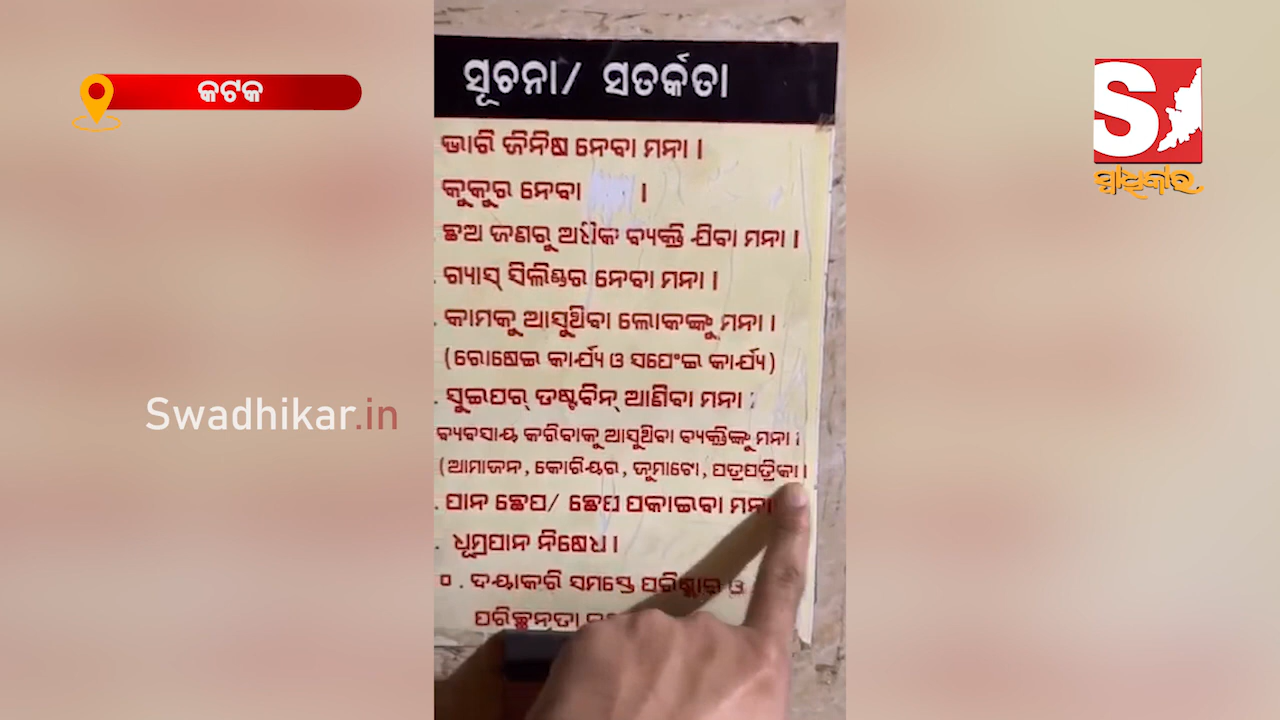 କଟକ
ସ୍ୱାଧିକାର
Swadhikar.in
ସୂଚନା/ ସତର୍କତା
ଭାରି ଜିନିଷ ନେବା ମନା ।
କୁକୁର ନେବା ।
ଛଅ ଜଣରୁ ଅଧିକ ବ୍ୟକ୍ତି ଯିବା ମନା ।
ଗ୍ୟାସ୍ ସିଲିଣ୍ଡର ନେବା ମନା ।
କାମକୁ ଆସୁଥିବା ଲୋକଙ୍କୁ ମନା ।
(ରୋଷେଇ କାର୍ଯ୍ୟ ଓ ସଫେଂଇ କାର୍ଯ୍ୟ)
ସୁଇପର୍ ଡଷ୍ଟବିନ୍ ଆଣିବା ମନା ।
ବ୍ୟବସାୟ କରିବାକୁ ଆସୁଥିବା ବ୍ୟକ୍ତିଙ୍କୁ ମନା ।
(ଆମାଜନ, କୋରିୟର, ଜୁମାଟୋ, ପତ୍ରପତ୍ରିକା ।
ପାନ ଛେପ/ ଛେପ ପକାଇବା ମନା
ଧୂମ୍ରପାନ ନିଷେଧ ।
୦. ଦୟାକରି ସମସ୍ତେ ପରିଷ୍କାର ଓ
ପରିଚ୍ଛନତା